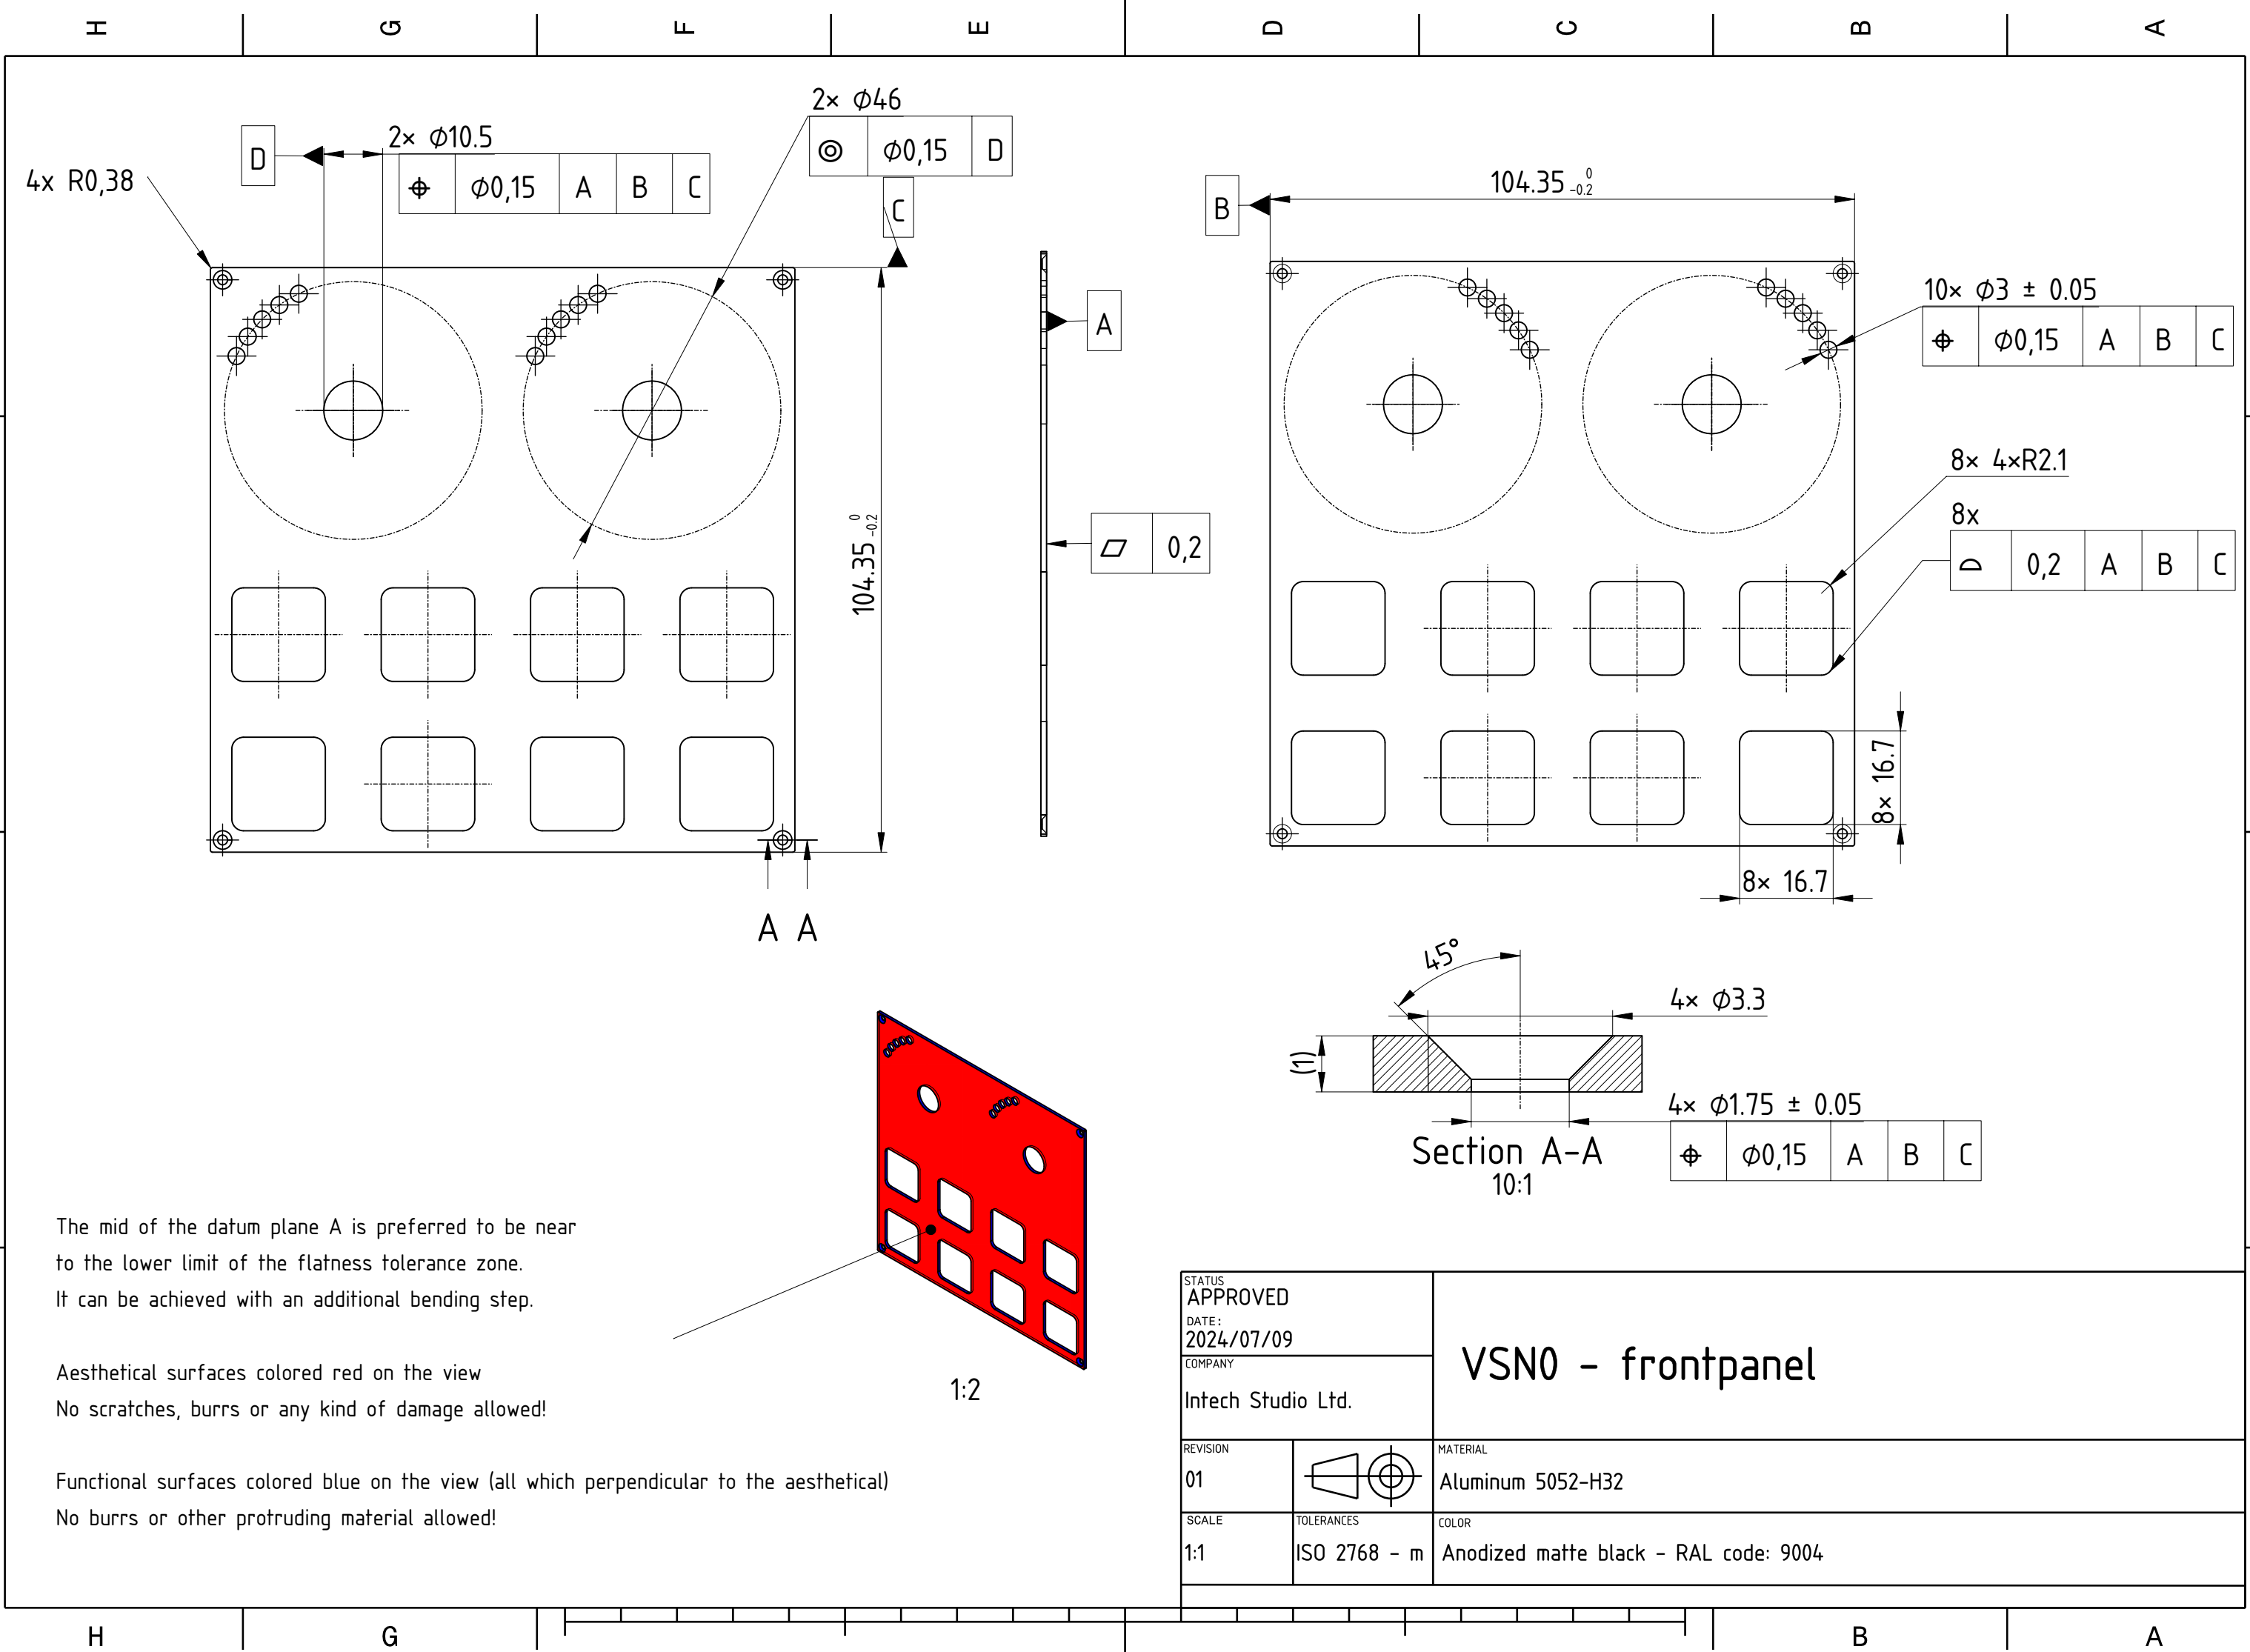 H G F E D C B A
2× Ø46
◎ Ø0,15 D
2× Ø10.5
D
⌖ Ø0,15 A B C
4x R0,38
C
104.35 0 -0.2
B
104.35 0 -0.2
A
10× Ø3 ± 0.05
⌖ Ø0,15 A B C
8× 4×R2.1
8x
⌓ 0,2 A B C
⏥ 0,2
8× 16.7
8× 16.7
A A
45°
4× Ø3.3
(1)
4× Ø1.75 ± 0.05
⌖ Ø0,15 A B C
Section A-A
10:1
The mid of the datum plane A is preferred to be near
to the lower limit of the flatness tolerance zone.
It can be achieved with an additional bending step.
Aesthetical surfaces colored red on the view
No scratches, burrs or any kind of damage allowed!
Functional surfaces colored blue on the view (all which perpendicular to the aesthetical)
No burrs or other protruding material allowed!
1:2
STATUS
APPROVED
DATE:
2024/07/09
COMPANY
Intech Studio Ltd.
VSN0 - frontpanel
REVISION
01
MATERIAL
Aluminum 5052-H32
SCALE
1:1
TOLERANCES
ISO 2768 - m
COLOR
Anodized matte black - RAL code: 9004
H G B A